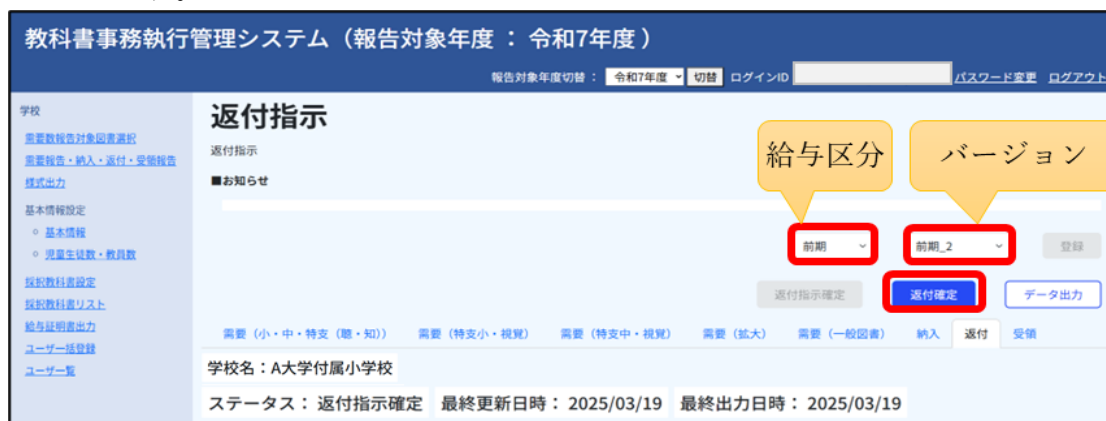 教科書事務執行管理システム（報告対象年度 ： 令和7年度 ）
報告対象年度切替 ： 令和7年度 切替 ログインID パスワード変更 ログアウト
学校
需要数報告対象図書選択
需要報告・納入・返付・受領報告
様式出力
基本情報設定
基本情報
児童生徒数・教員数
採択教科書設定
採択教科書リスト
給与証明書出力
ユーザー括登録
ユーザー覧
返付指示
返付指示
■お知らせ
給与区分
バージョン
前期 前期_2 登録
返付指示確定 返付確定 データ出力
需要（小・中・特支（聴・知）） 需要（特支小・視覚） 需要（特支中・視覚） 需要（拡大） 需要（一般図書） 納入 返付 受領
学校名：A大学付属小学校
ステータス： 返付指示確定 最終更新日時： 2025/03/19 最終出力日時： 2025/03/19